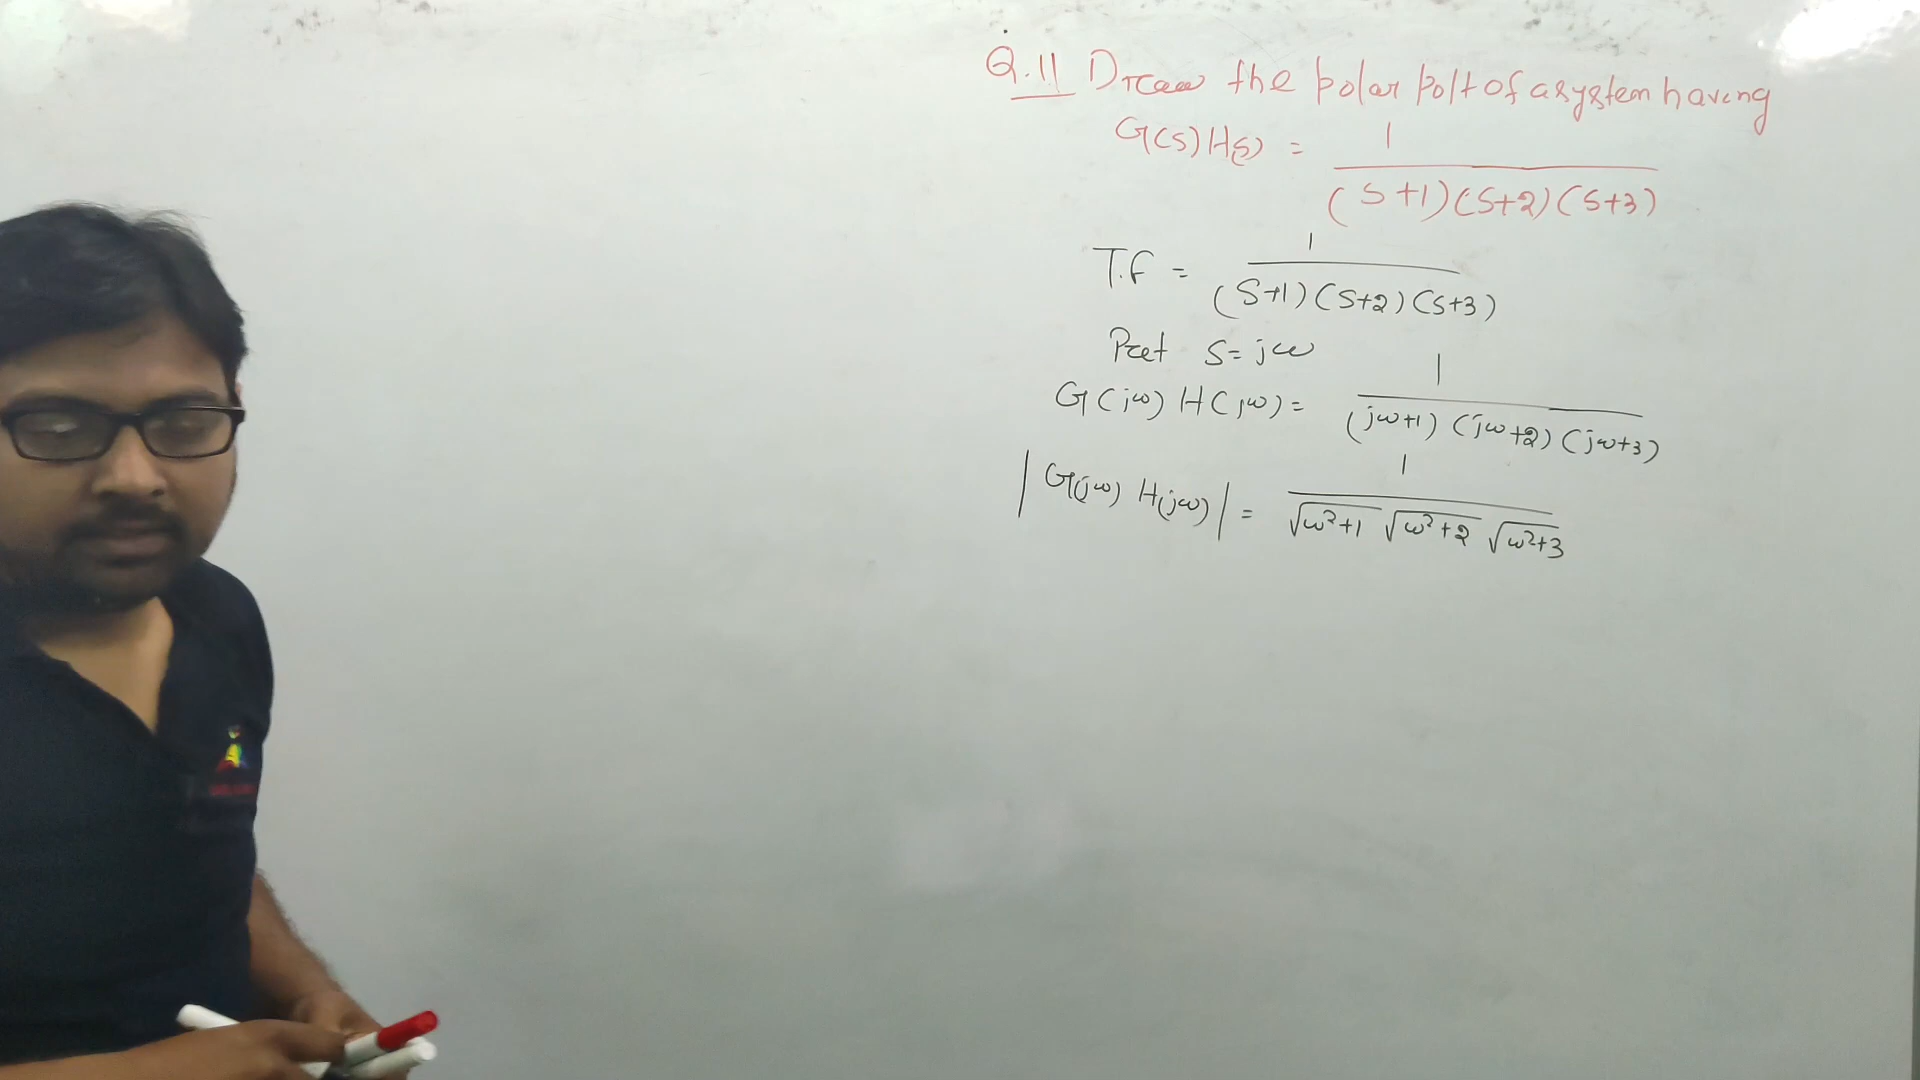 Q.11 Draw the polar polt of a system having
G(s)H(s) = 1 / (s+1)(s+2)(s+3)
T.F = 1 / (S+1)(S+2)(S+3)
Put S = jω
G(jω) H(jω) = 1 / (jω+1)(jω+2)(jω+3)
|G(jω) H(jω)| = 1 / √ω²+1 √ω²+2 √ω²+3